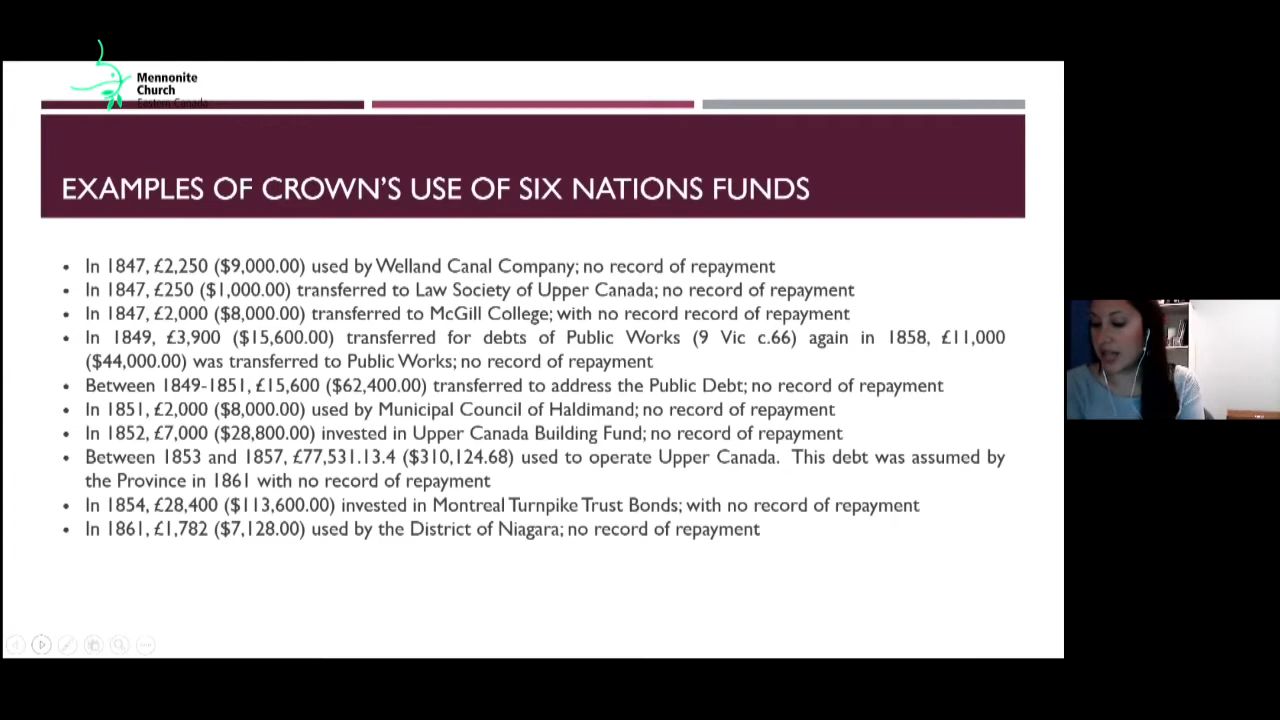 Mennonite
Church
Eastern Canada
EXAMPLES OF CROWN'S USE OF SIX NATIONS FUNDS
• In 1847, £2,250 ($9,000.00) used by Welland Canal Company; no record of repayment
• In 1847, £250 ($1,000.00) transferred to Law Society of Upper Canada; no record of repayment
• In 1847, £2,000 ($8,000.00) transferred to McGill College; with no record record of repayment
• In 1849, £3,900 ($15,600.00) transferred for debts of Public Works (9 Vic c.66) again in 1858, £11,000
($44,000.00) was transferred to Public Works; no record of repayment
• Between 1849-1851, £15,600 ($62,400.00) transferred to address the Public Debt; no record of repayment
• In 1851, £2,000 ($8,000.00) used by Municipal Council of Haldimand; no record of repayment
• In 1852, £7,000 ($28,800.00) invested in Upper Canada Building Fund; no record of repayment
• Between 1853 and 1857, £77,531.13.4 ($310,124.68) used to operate Upper Canada. This debt was assumed by
the Province in 1861 with no record of repayment
• In 1854, £28,400 ($113,600.00) invested in Montreal Turnpike Trust Bonds; with no record of repayment
• In 1861, £1,782 ($7,128.00) used by the District of Niagara; no record of repayment